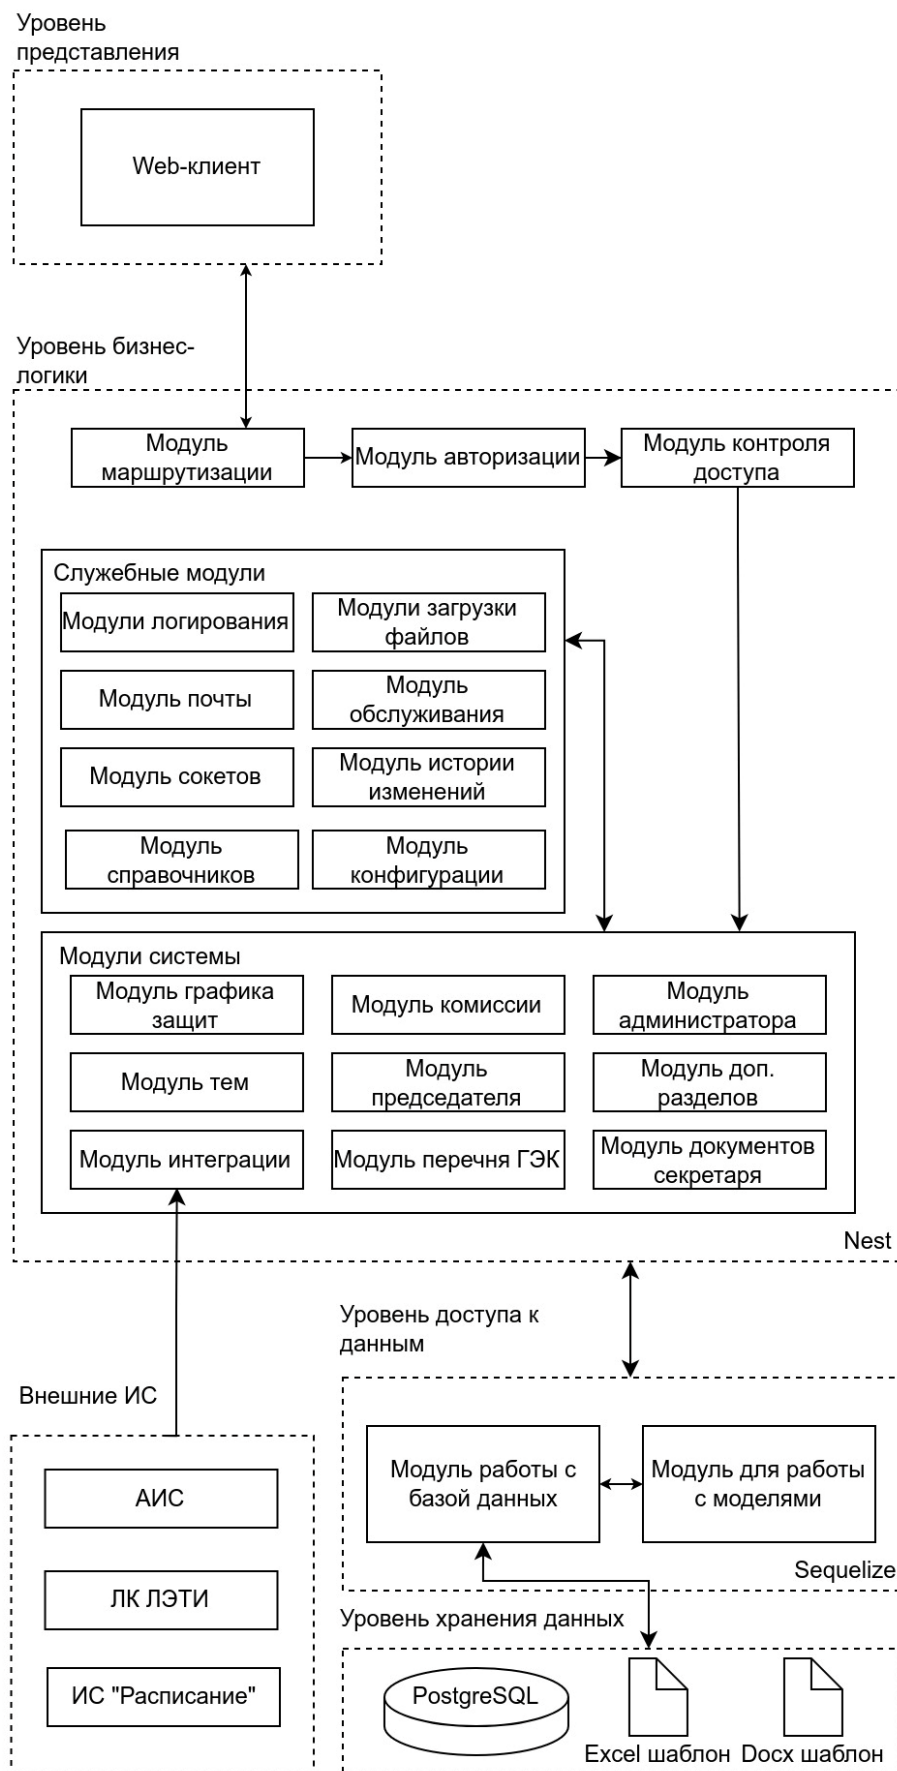 Уровень
представления
Web-клиент
Уровень бизнес-
логики
Модуль
маршрутизации
Модуль авторизации
Модуль контроля
доступа
Служебные модули
Модули логирования
Модули загрузки
файлов
Модуль почты
Модуль
обслуживания
Модуль сокетов
Модуль истории
изменений
Модуль
справочников
Модуль
конфигурации
Модули системы
Модуль графика
защит
Модуль комиссии
Модуль
администратора
Модуль тем
Модуль
председателя
Модуль доп.
разделов
Модуль интеграции
Модуль перечня ГЭК
Модуль документов
секретаря
Nest
Уровень доступа к
данным
Внешние ИС
Модуль работы с
базой данных
Модуль для работы
с моделями
АИС
Sequelize
ЛК ЛЭТИ
Уровень хранения данных
ИС "Расписание"
PostgreSQL
Excel шаблон
Docx шаблон